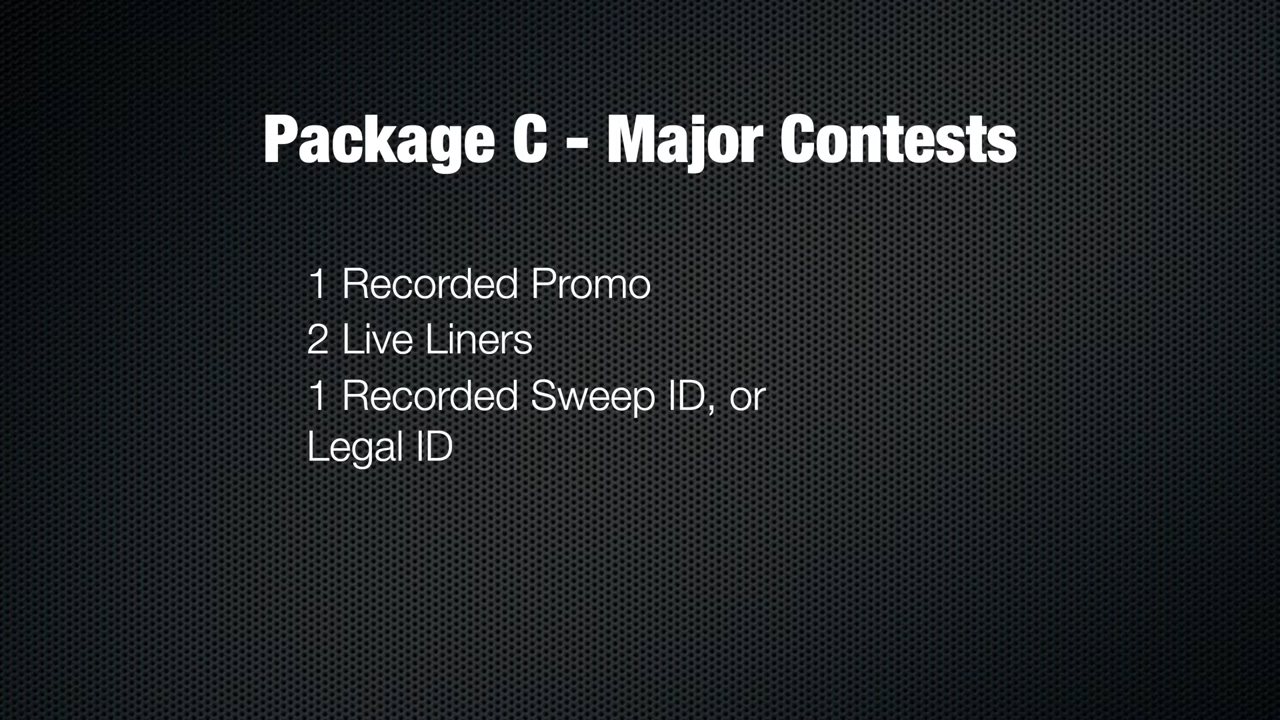 Package C - Major Contests
1 Recorded Promo
2 Live Liners
1 Recorded Sweep ID, or
Legal ID